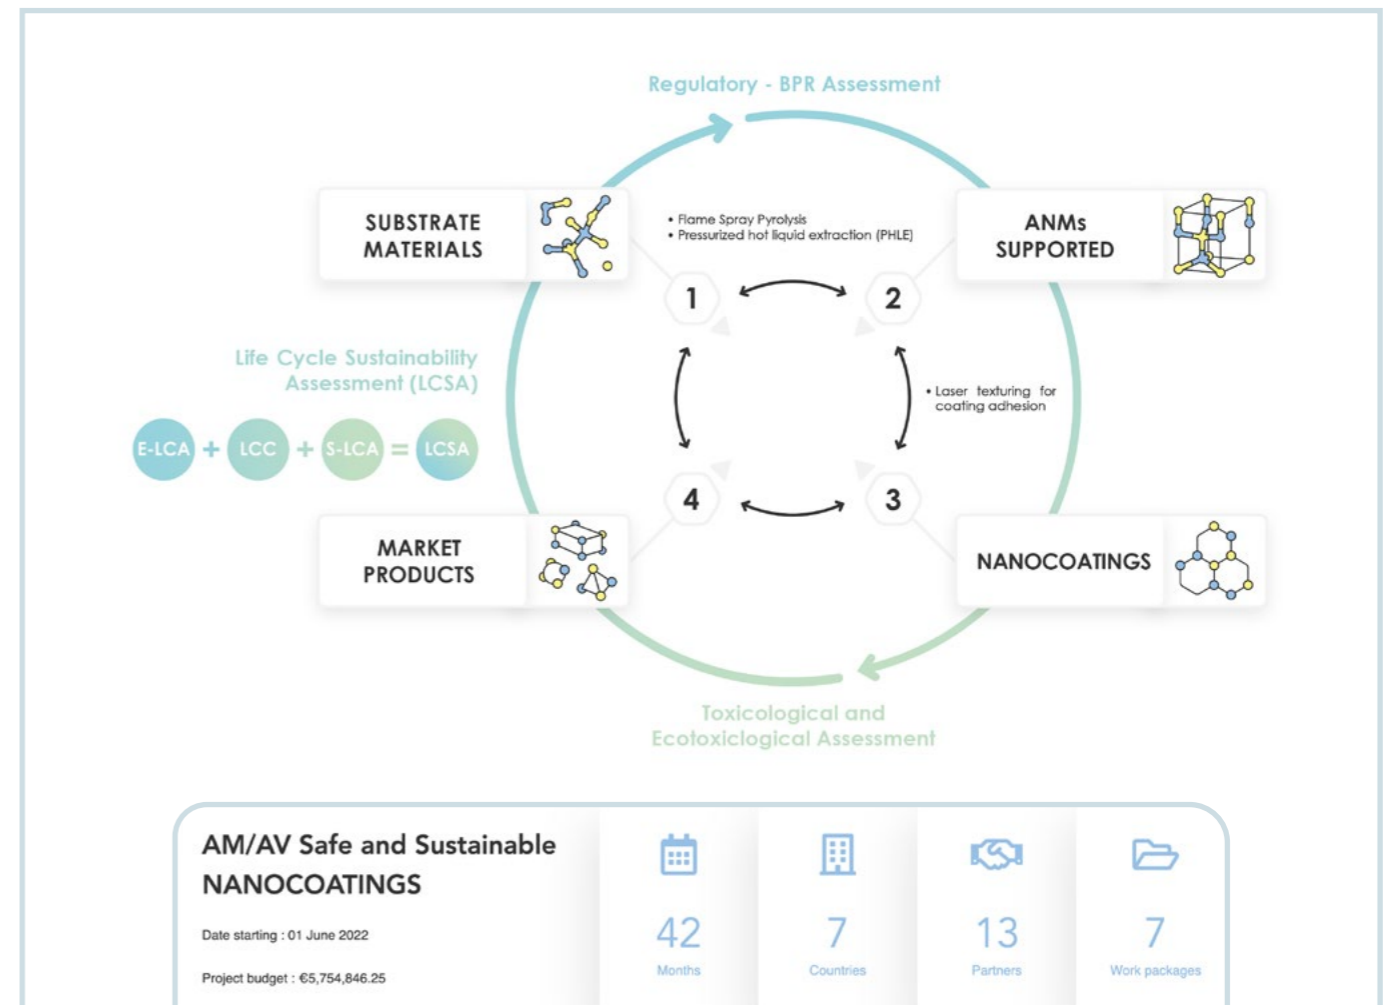 Regulatory - BPR Assessment
SUBSTRATE
MATERIALS
• Flame Spray Pyrolysis
• Pressurized hot liquid extraction (PHLE)
ANMs
SUPPORTED
1
2
Life Cycle Sustainability
Assessment (LCSA)
E-LCA + LCC + S-LCA = LCSA
• Laser texturing for
coating adhesion
4
3
MARKET
PRODUCTS
NANOCOATINGS
Toxicological and
Ecotoxiclogical Assessment
AM/AV Safe and Sustainable
NANOCOATINGS
Date starting : 01 June 2022
Project budget : €5,754,846.25
42
Months
7
Countries
13
Partners
7
Work packages